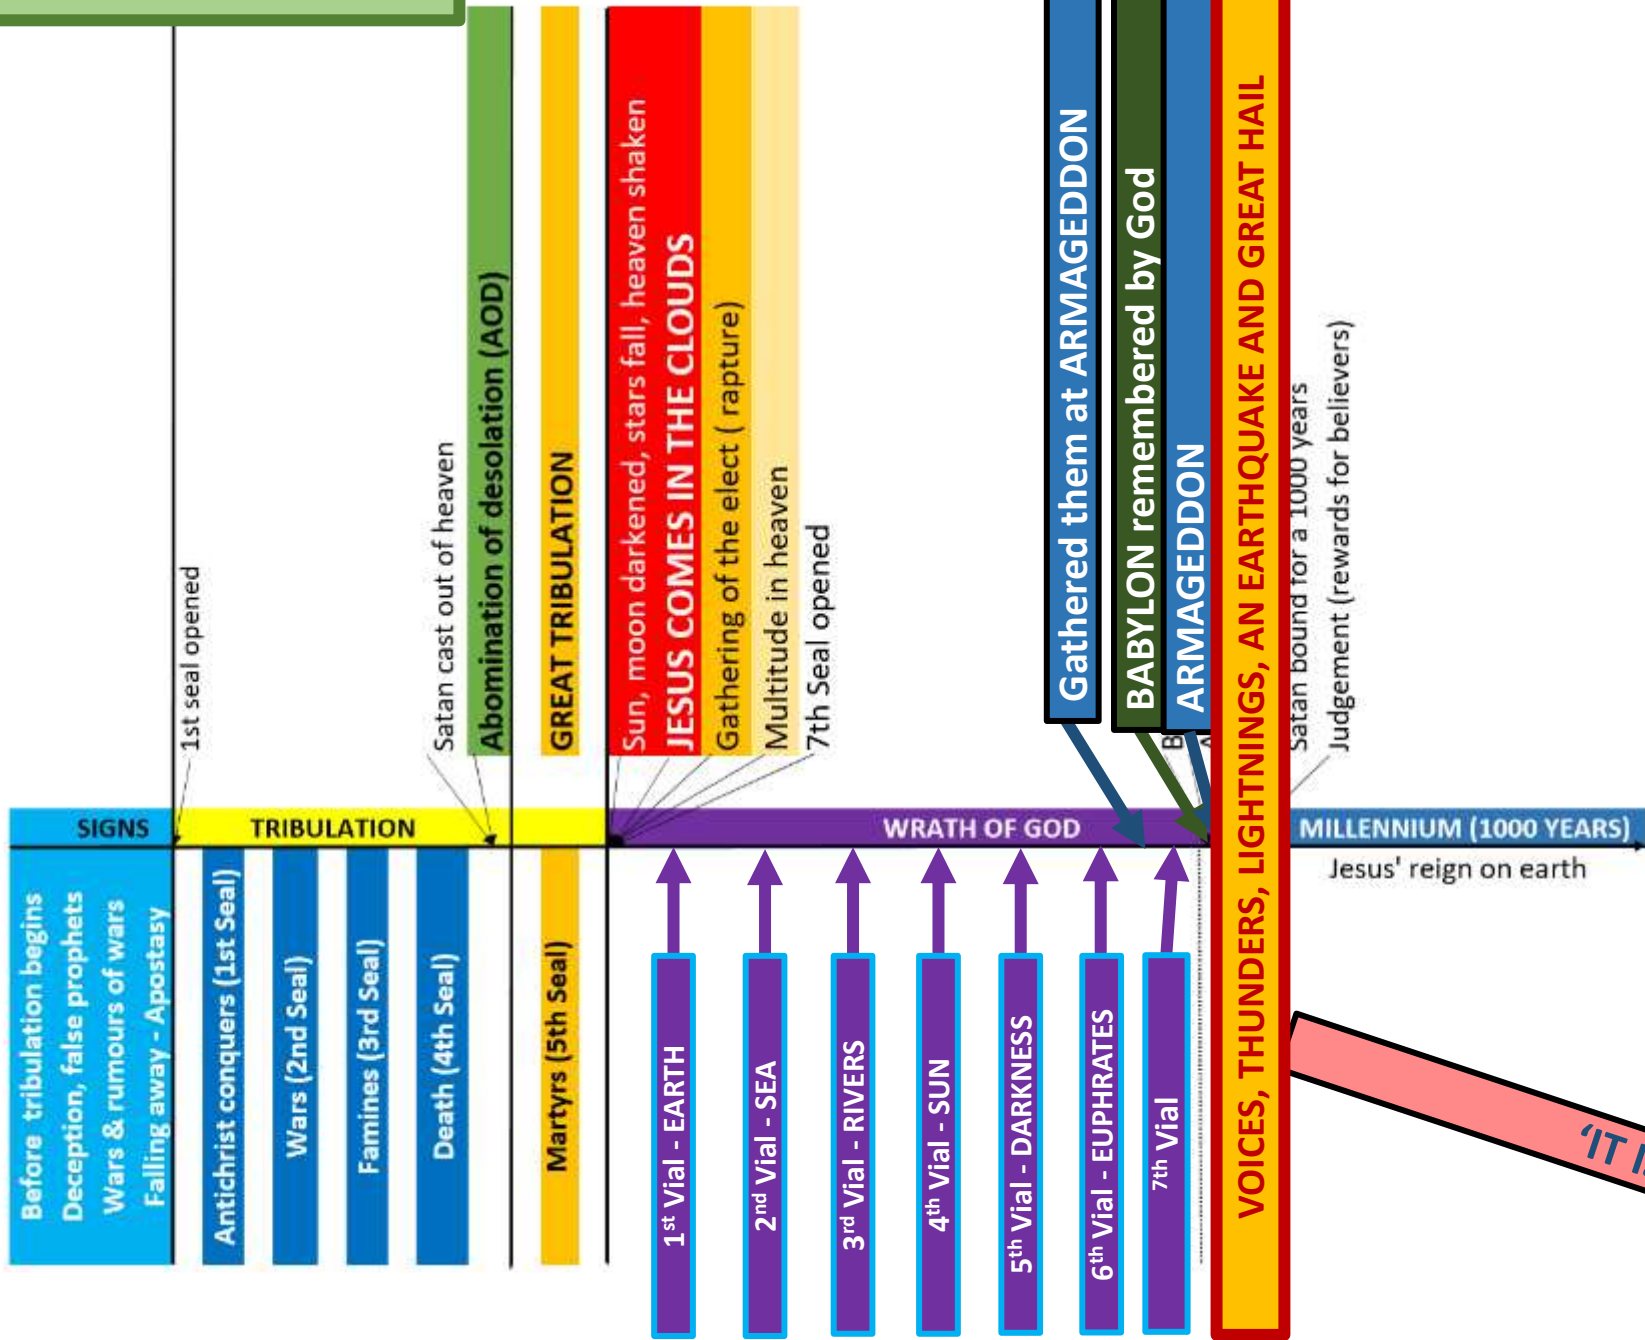 1st seal opened
Satan cast out of heaven
Abomination of desolation (AOD)
GREAT TRIBULATION
Sun, moon darkened, stars fall, heaven shaken
JESUS COMES IN THE CLOUDS
Gathering of the elect ( rapture)
Multitude in heaven
7th Seal opened
Gathered them at ARMAGEDDON
BABYLON remembered by God
ARMAGEDDON
VOICES, THUNDERS, LIGHTNINGS, AN EARTHQUAKE AND GREAT HAIL
Satan bound for a 1000 years
Judgement (rewards for believers)
SIGNS
TRIBULATION
WRATH OF GOD
MILLENNIUM (1000 YEARS)
Jesus' reign on earth
Before tribulation begins
Deception, false prophets
Wars & rumours of wars
Falling away - Apostasy
Antichrist conquers (1st Seal)
Wars (2nd Seal)
Famines (3rd Seal)
Death (4th Seal)
Martyrs (5th Seal)
1st Vial - EARTH
2nd Vial - SEA
3rd Vial - RIVERS
4th Vial - SUN
5th Vial - DARKNESS
6th Vial - EUPHRATES
7th Vial
‘IT